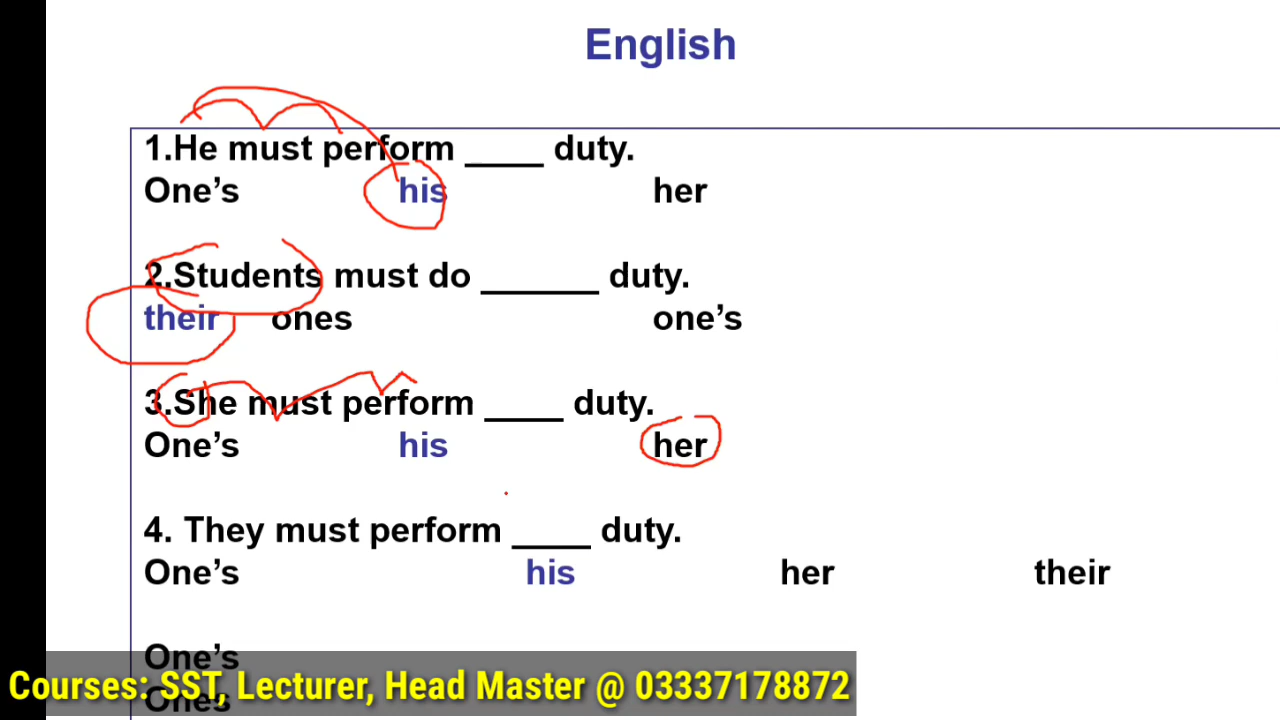 English
1.He must perform ____ duty.
One’s his her
2.Students must do ______ duty.
their ones one’s
3.She must perform ____ duty.
One’s his her
4. They must perform ____ duty.
One’s his her their
One’s
Ones
Courses: SST, Lecturer, Head Master @ 03337178872